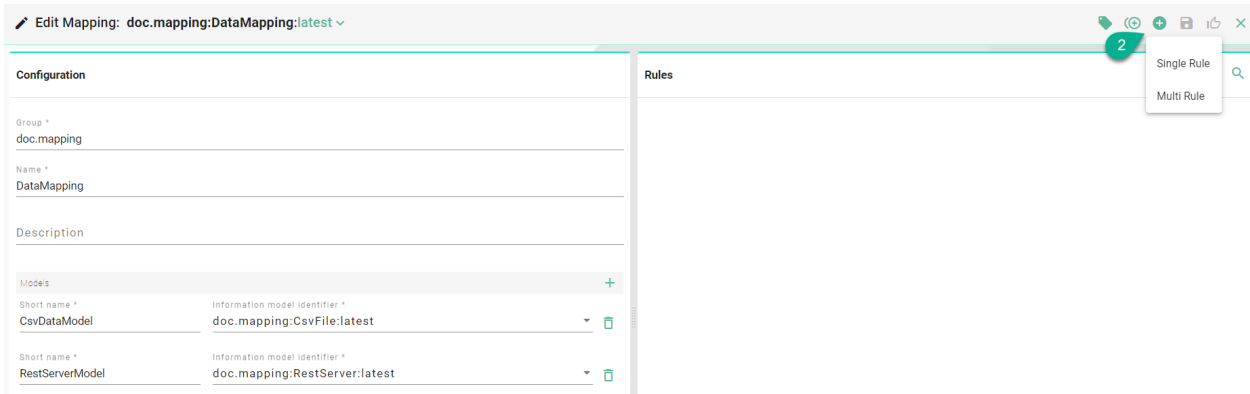 Edit Mapping: doc.mapping:DataMapping:latest
2
Single Rule
Multi Rule
Configuration
Rules
Group *
doc.mapping
Name *
DataMapping
Description
Models
Short name *
Information model identifier *
CsvDataModel
doc.mapping:CsvFile:latest
Short name *
Information model identifier *
RestServerModel
doc.mapping:RestServer:latest